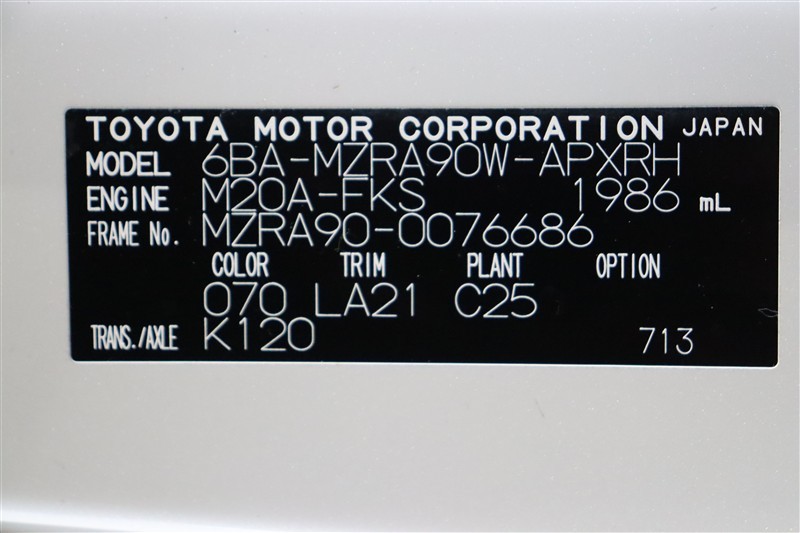 TOYOTA MOTOR CORPORATION JAPAN
MODEL 6BA-MZRA90W-APXRH
ENGINE M20A-FKS 1986 mL
FRAME No. MZRA90-0076686
COLOR TRIM PLANT OPTION
070 LA21 C25
TRANS./AXLE K120 713